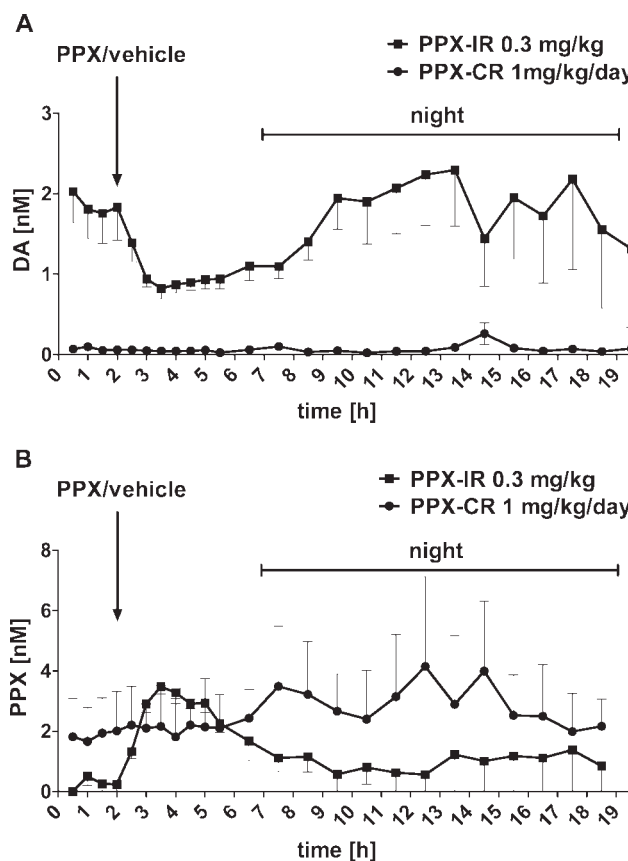 A
PPX/vehicle
PPX-IR 0.3 mg/kg
PPX-CR 1mg/kg/day
night
3
2
1
0
DA [nM]
0 1 2 3 4 5 6 7 8 9 10 11 12 13 14 15 16 17 18 19
time [h]
B
PPX/vehicle
PPX-IR 0.3 mg/kg
PPX-CR 1 mg/kg/day
night
8
6
4
2
0
PPX [nM]
0 1 2 3 4 5 6 7 8 9 10 11 12 13 14 15 16 17 18 19
time [h]